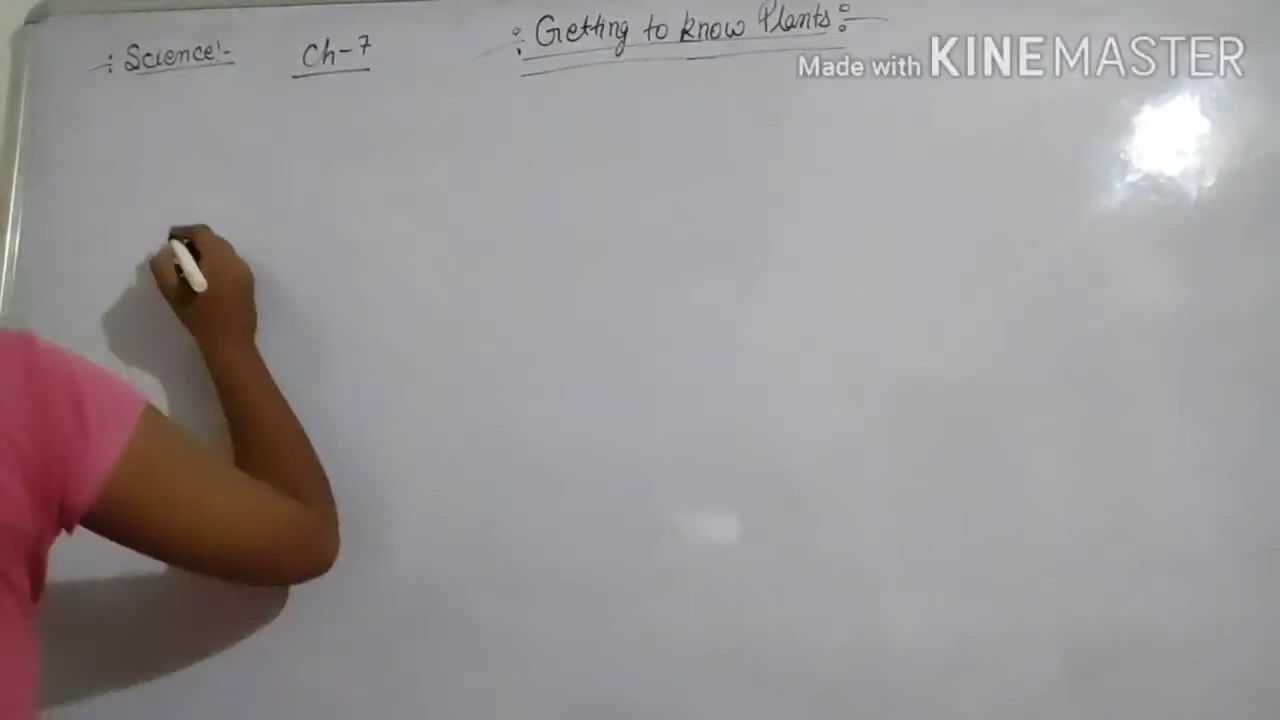 :Science:- Ch-7 :Getting to know Plants:-
Made with KINEMASTER